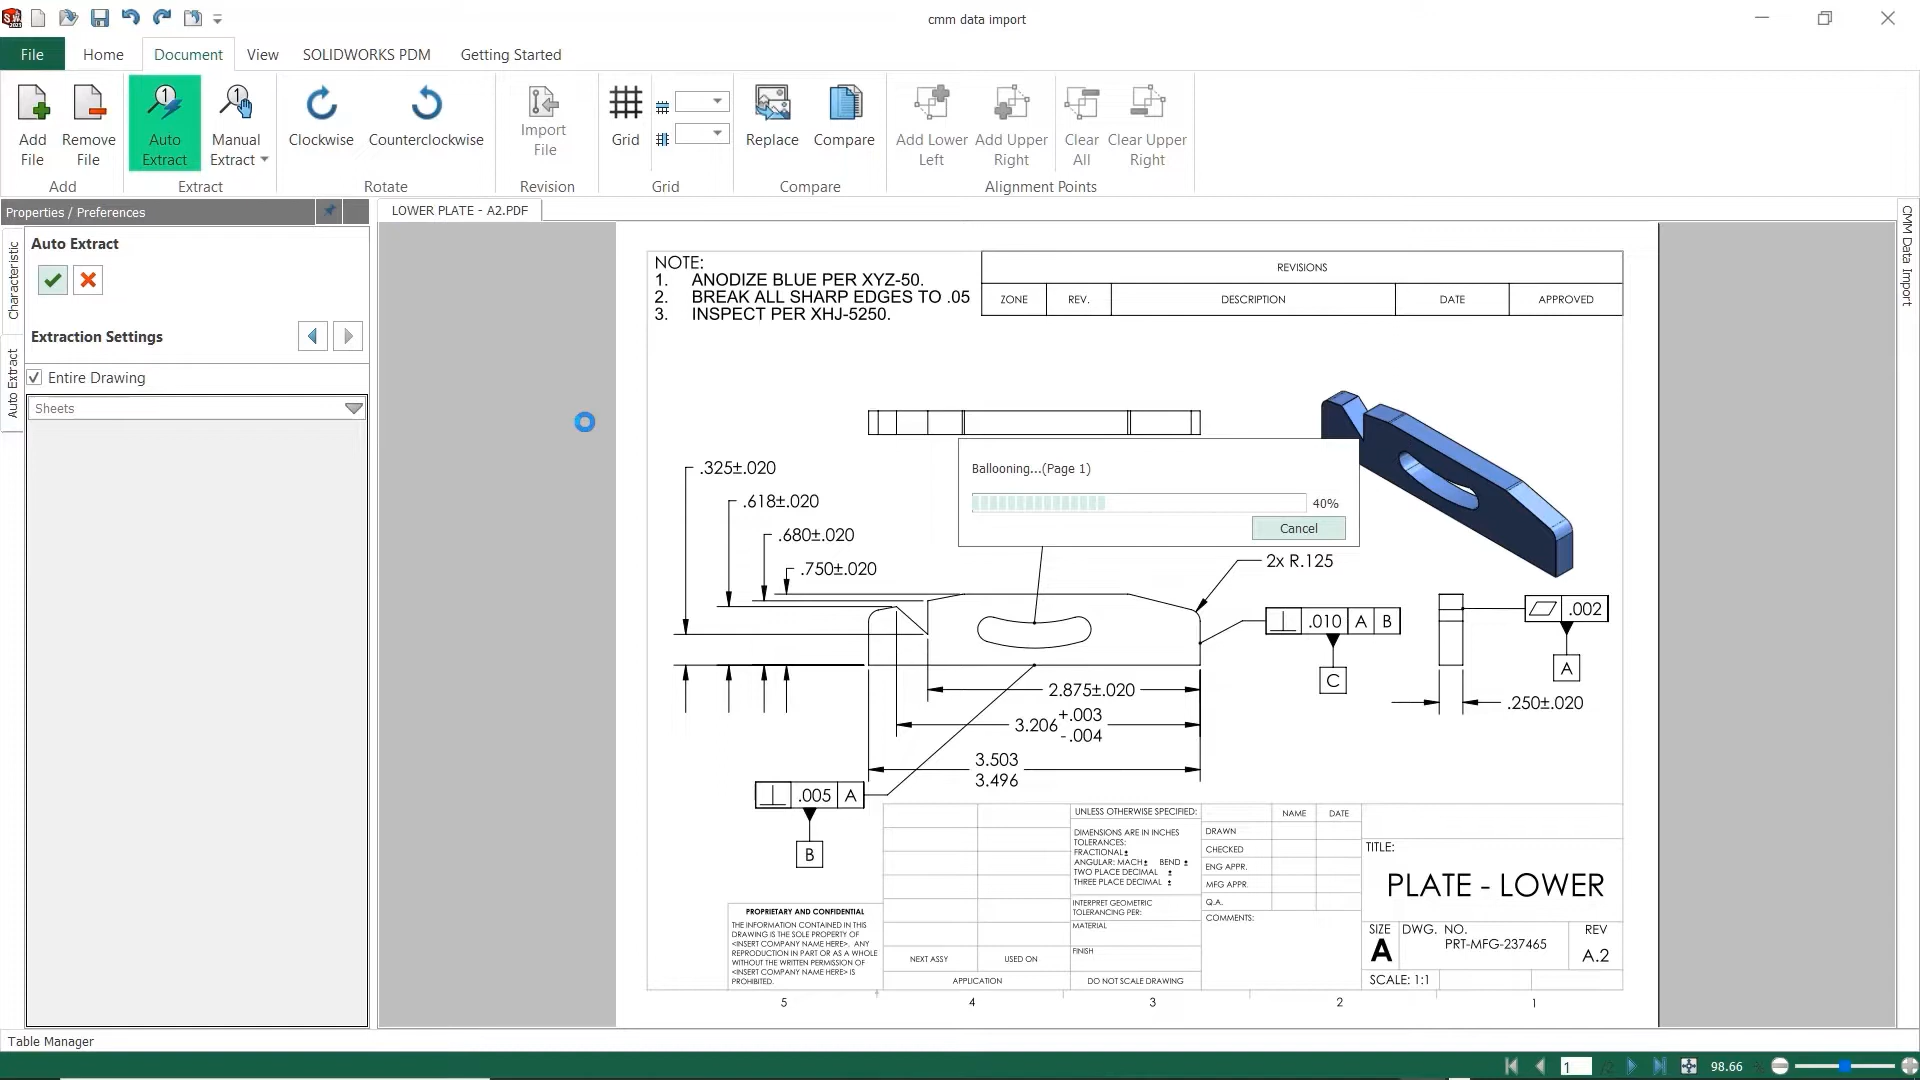 cmm data import
File Home Document View SOLIDWORKS PDM Getting Started
Add File
Remove File
Auto Extract
Manual Extract
Clockwise
Counterclockwise
Import File
Grid
Replace
Compare
Add Lower Left
Add Upper Right
Clear All
Clear Upper Right
Add
Extract
Rotate
Revision
Grid
Compare
Alignment Points
Properties / Preferences
LOWER PLATE - A2.PDF
CMM Data Import
Characteristic
Auto Extract
Auto Extract
Extraction Settings
Entire Drawing
Sheets
NOTE:
1. ANODIZE BLUE PER XYZ-50.
2. BREAK ALL SHARP EDGES TO .05
3. INSPECT PER XHJ-5250.
REVISIONS
ZONE REV. DESCRIPTION DATE APPROVED
Ballooning...(Page 1)
40%
Cancel
.325±.020
.618±.020
.680±.020
.750±.020
2x R.125
⊥ .010 A B
C
⏥ .002
A
.250±.020
2.875±.020
3.206 +.003
-.004
3.503
3.496
⊥ .005 A
B
UNLESS OTHERWISE SPECIFIED:
DIMENSIONS ARE IN INCHES
TOLERANCES:
FRACTIONAL±
ANGULAR: MACH± BEND ±
TWO PLACE DECIMAL ±
THREE PLACE DECIMAL ±
INTERPRET GEOMETRIC
TOLERANCING PER:
MATERIAL
FINISH
DO NOT SCALE DRAWING
NAME DATE
DRAWN
CHECKED
ENG APPR.
MFG APPR.
Q.A.
COMMENTS:
TITLE:
PLATE - LOWER
SIZE
A
DWG. NO.
PRT-MFG-237465
REV
A.2
SCALE: 1:1
PROPRIETARY AND CONFIDENTIAL
THE INFORMATION CONTAINED IN THIS
DRAWING IS THE SOLE PROPERTY OF
<INSERT COMPANY NAME HERE>. ANY
REPRODUCTION IN PART OR AS A WHOLE
WITHOUT THE WRITTEN PERMISSION OF
<INSERT COMPANY NAME HERE> IS
PROHIBITED.
NEXT ASSY USED ON
APPLICATION
5 4 3 2 1
Table Manager
1
98.66